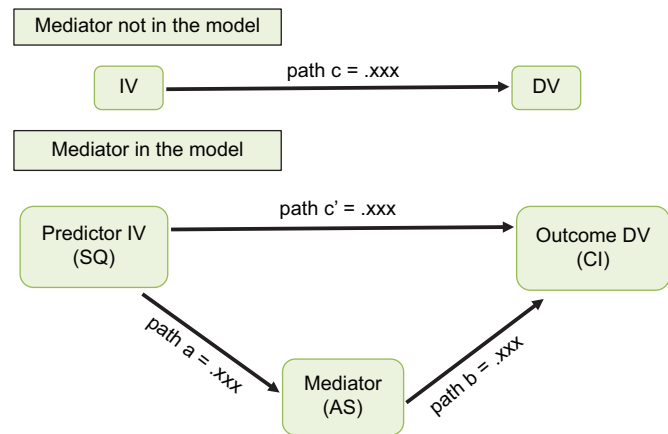 Mediator not in the model
path c = .xxx
IV
DV
Mediator in the model
path c' = .xxx
Predictor IV
(SQ)
Outcome DV
(CI)
path a = .xxx
path b = .xxx
Mediator
(AS)